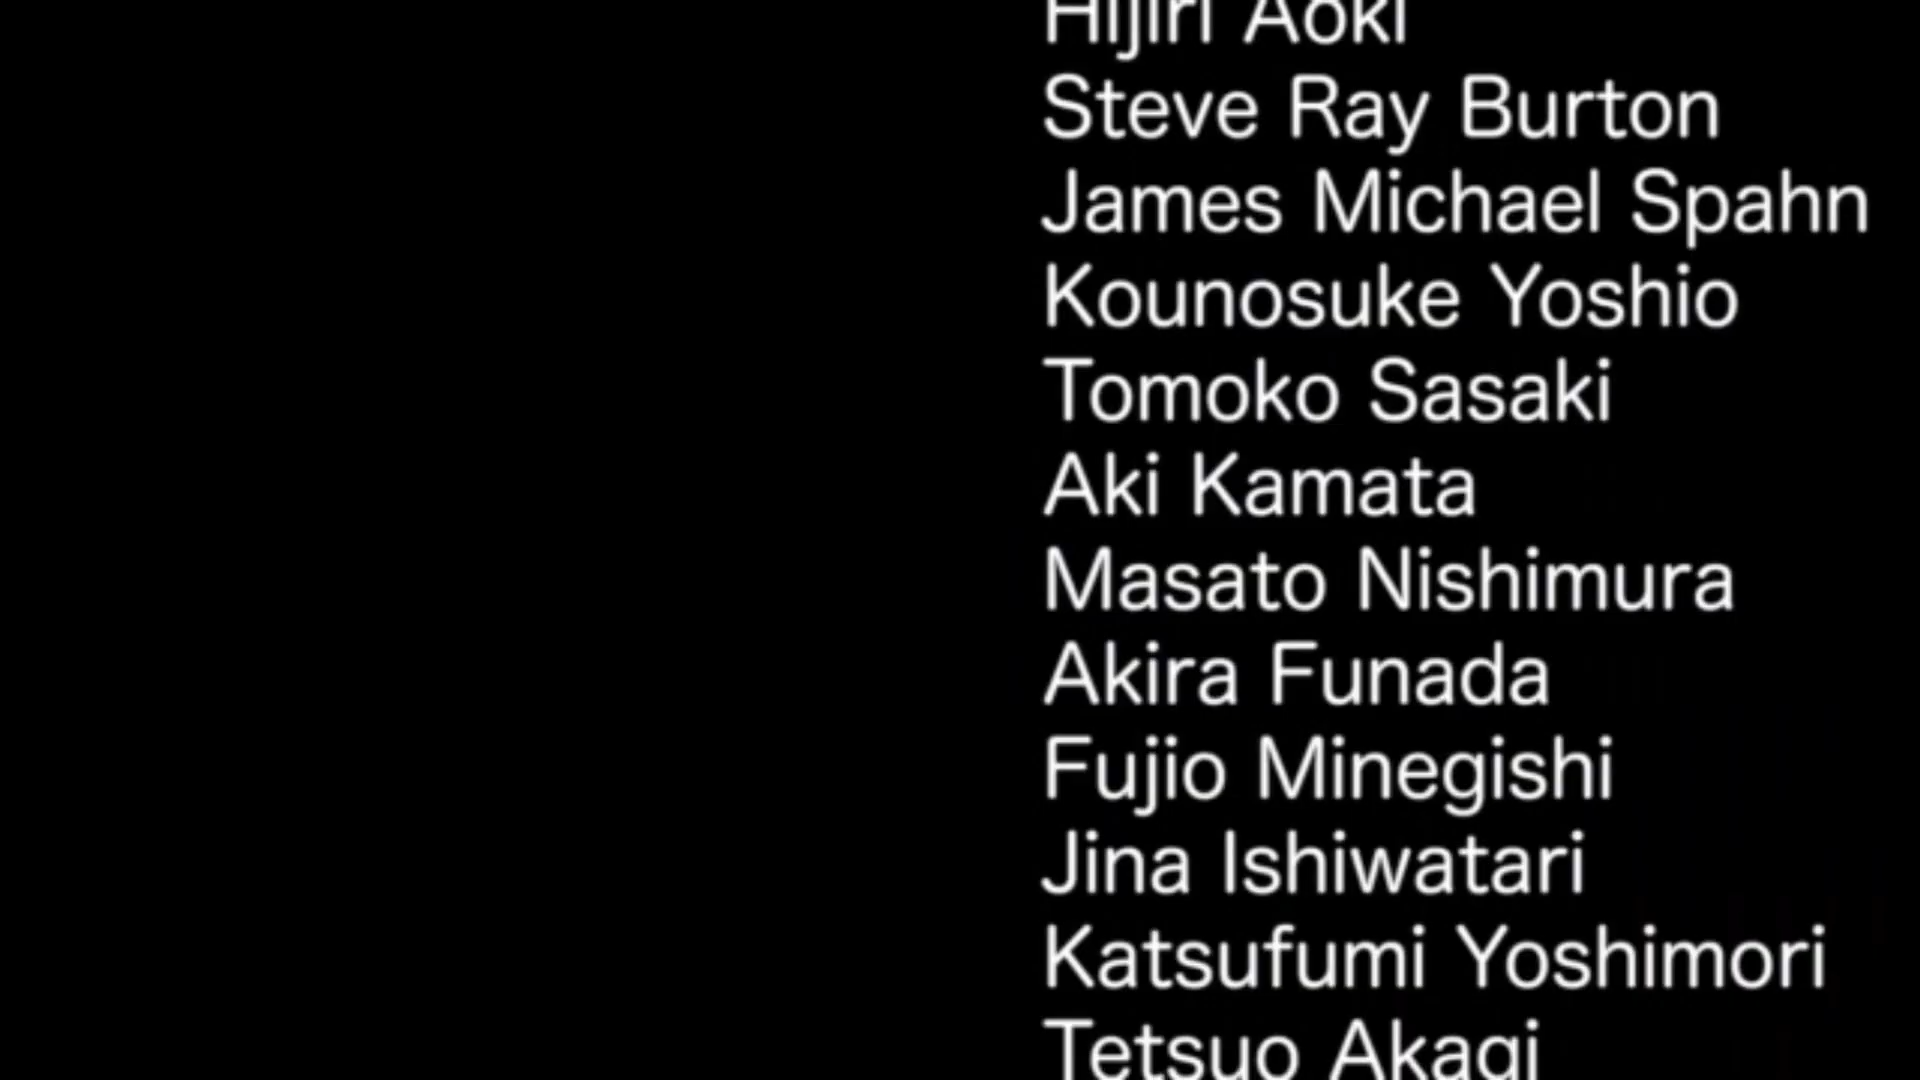 Hijiri Aoki
Steve Ray Burton
James Michael Spahn
Kounosuke Yoshio
Tomoko Sasaki
Aki Kamata
Masato Nishimura
Akira Funada
Fujio Minegishi
Jina Ishiwatari
Katsufumi Yoshimori
Tetsuo Akagi